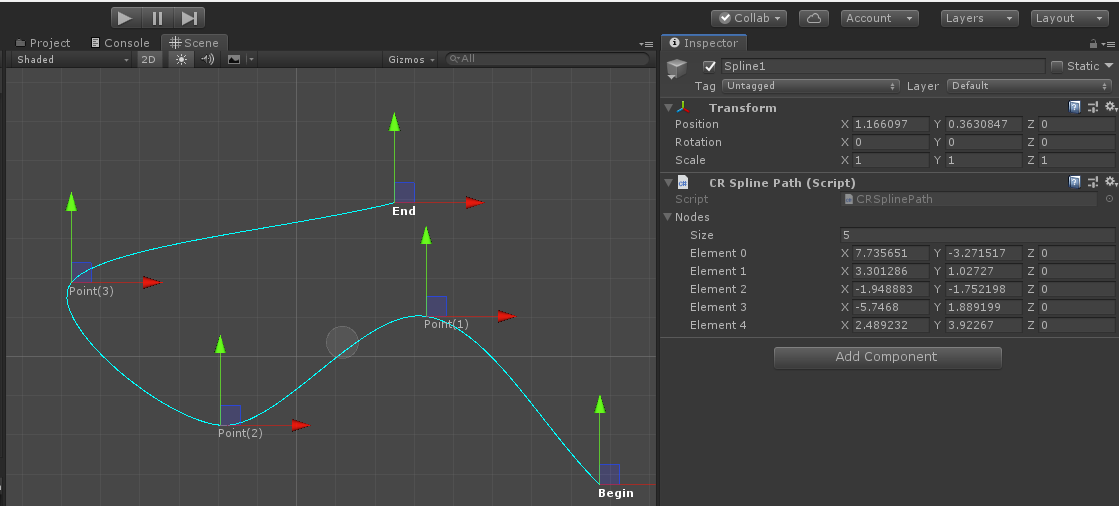 Collab Account Layers Layout
Project Console Scene
Shaded 2D Gizmos All
End
Point(3)
Point(1)
Point(2)
Begin
Inspector
Spline1 Static
Tag Untagged Layer Default
Transform
Position X 1.166097 Y 0.3630847 Z 0
Rotation X 0 Y 0 Z 0
Scale X 1 Y 1 Z 1
CR Spline Path (Script)
Script CRSplinePath
Nodes
Size 5
Element 0 X 7.735651 Y -3.271517 Z 0
Element 1 X 3.301286 Y 1.02727 Z 0
Element 2 X -1.948883 Y -1.752198 Z 0
Element 3 X -5.7468 Y 1.889199 Z 0
Element 4 X 2.489232 Y 3.92267 Z 0
Add Component